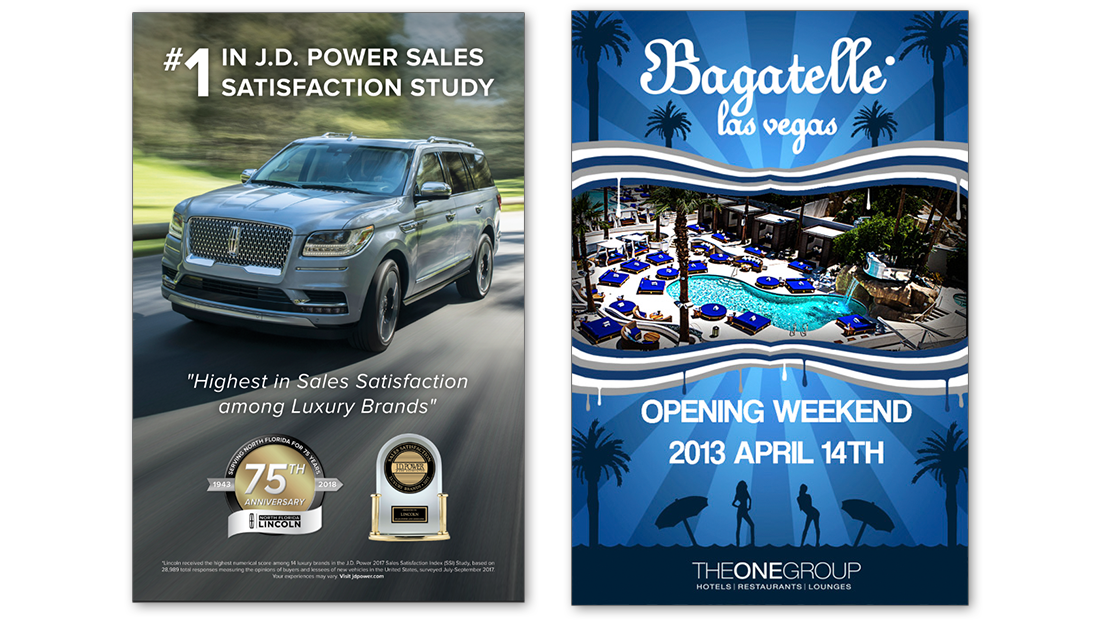 #1 IN J.D. POWER SALES
SATISFACTION STUDY
"Highest in Sales Satisfaction
among Luxury Brands"
SERVING NORTH FLORIDA FOR 75 YEARS
1943 75TH 2018
ANNIVERSARY
NORTH FLORIDA
LINCOLN
SALES SATISFACTION
J.D. POWER
LINCOLN
*Lincoln received the highest numerical score among 14 luxury brands in the J.D. Power 2017 Sales Satisfaction Index (SSI) Study, based on
28,989 total responses measuring the opinions of buyers and lessees of new vehicles in the United States, surveyed July-September 2017.
Your experiences may vary. Visit jdpower.com
Bagatelle
las vegas
OPENING WEEKEND
2013 APRIL 14TH
THEONEGROUP
HOTELS | RESTAURANTS | LOUNGES